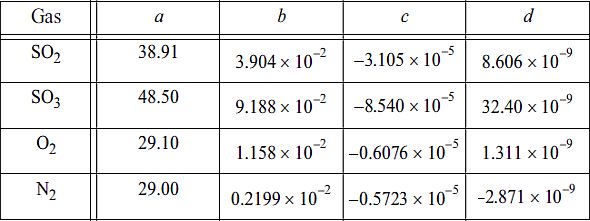 Gas a b c d
SO₂ 38.91 3.904 × 10⁻² –3.105 × 10⁻⁵ 8.606 × 10⁻⁹
SO₃ 48.50 9.188 × 10⁻² –8.540 × 10⁻⁵ 32.40 × 10⁻⁹
O₂ 29.10 1.158 × 10⁻² –0.6076 × 10⁻⁵ 1.311 × 10⁻⁹
N₂ 29.00 0.2199 × 10⁻² –0.5723 × 10⁻⁵ –2.871 × 10⁻⁹